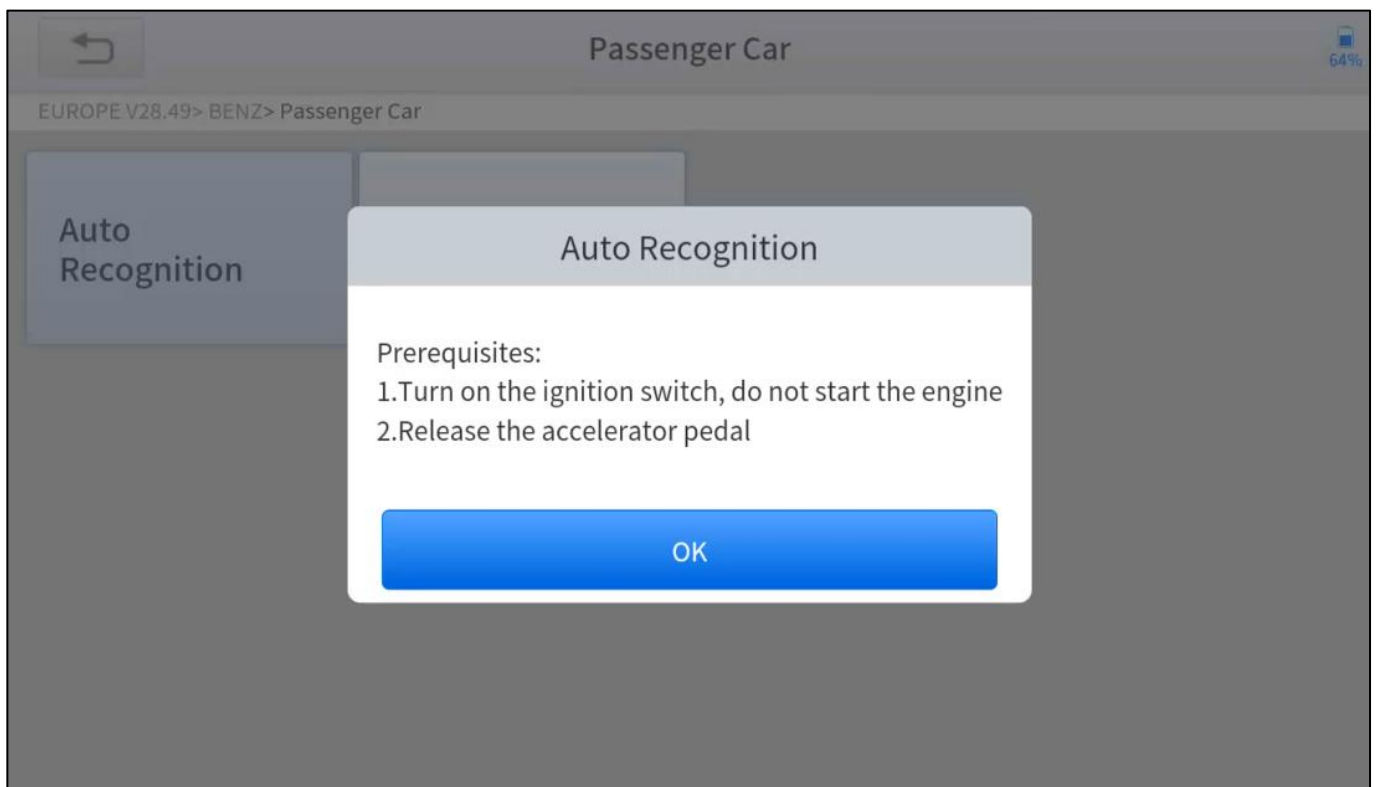 Passenger Car
64%
EUROPE V28.49> BENZ> Passenger Car
Auto
Recognition
Auto Recognition
Prerequisites:
1.Turn on the ignition switch, do not start the engine
2.Release the accelerator pedal
OK